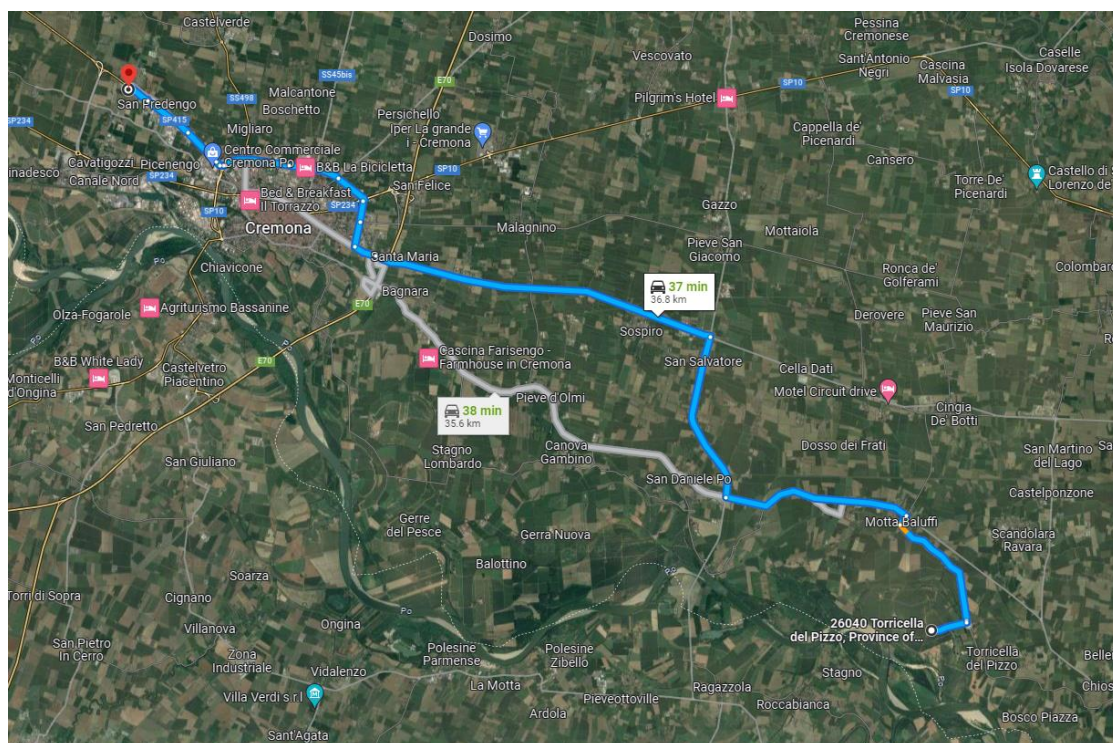 Castelverde
Dosimo
Pessina
Cremonese
Vescovato
Sant'Antonio
Negri
Cascina
Malvasia
Caselle
Isola Dovarese
SS45bis
E70
SP10
SP10
San Predengo
SS498
Malcantone
Boschetto
Pilgrim's Hotel
SP10
SP234
SP415
Migliaro
Persichello
Iper La grande
i - Cremona
Cappella de'
Picenardi
Cavatigozzi
Picenengo
Centro Commerciale
Cremona Po
B&B La Bicicletta
SP10
Cansero
Castello di S
Lorenzo de
inadesco
Canale Nord
SP234
Bed & Breakfast
Il Torrazzo
San Felice
Torre De'
Picenardi
SP10
SP234
Cremona
Malagnino
Gazzo
Mottaiola
Santa Maria
Pieve San
Giacomo
Chiavicone
Bagnara
Ronca de'
Golferami
Colombaro
37 min
36.8 km
Po
Olza-Fogarole
Agriturismo Bassanine
E70
Sospiro
Derovere
Pieve San
Maurizio
Po
Po
B&B White Lady
E70
Cascina Farisengo -
Farmhouse in Cremona
San Salvatore
Cella Dati
Monticelli
d'Ongina
Castelvetro
Piacentino
38 min
35.6 km
Pieve d'Olmi
Motel Circuit drive
Cingia
De' Botti
San Pedretto
Dosso dei Frati
San Martino
del Lago
San Giuliano
Stagno
Lombardo
Canova
Gambino
San Daniele Po
Castelponzone
Gerre
del Pesce
Gerra Nuova
Motta Baluffi
Scandolara
Ravara
Soarza
Balottino
Torri di Sopra
Cignano
Po
Villanova
Ongina
26040 Torricella
del Pizzo, Province of...
San Pietro
In Cerro
Zona
Industriale
Vidalenzo
Polesine
Parmense
Polesine
Zibello
Torricella
del Pizzo
Stagno
Villa Verdi s r l
La Motta
Pieveottoville
Ragazzola
Roccabianca
Ardola
Bosco Piazza
Sant'Agata